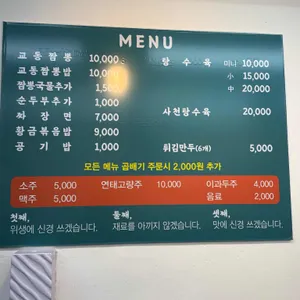 MENU
교동짬뽕 10,000 탕수육 미니 10,000
교동짬뽕밥 10,000 小 15,000
짬뽕국물추가 1,500 中 20,000
순두부추가 1,000
짜장면 7,000 사천탕수육 20,000
황금볶음밥 9,000
공기밥 1,000 튀김만두(6개) 5,000
모든 메뉴 곱배기 주문시 2,000원 추가
소주 5,000 연태고량주 10,000 이과두주 4,000
맥주 5,000 음료 2,000
첫째, 둘째, 셋째,
위생에 신경 쓰겠습니다. 재료를 아끼지 않겠습니다. 맛에 신경 쓰겠습니다.